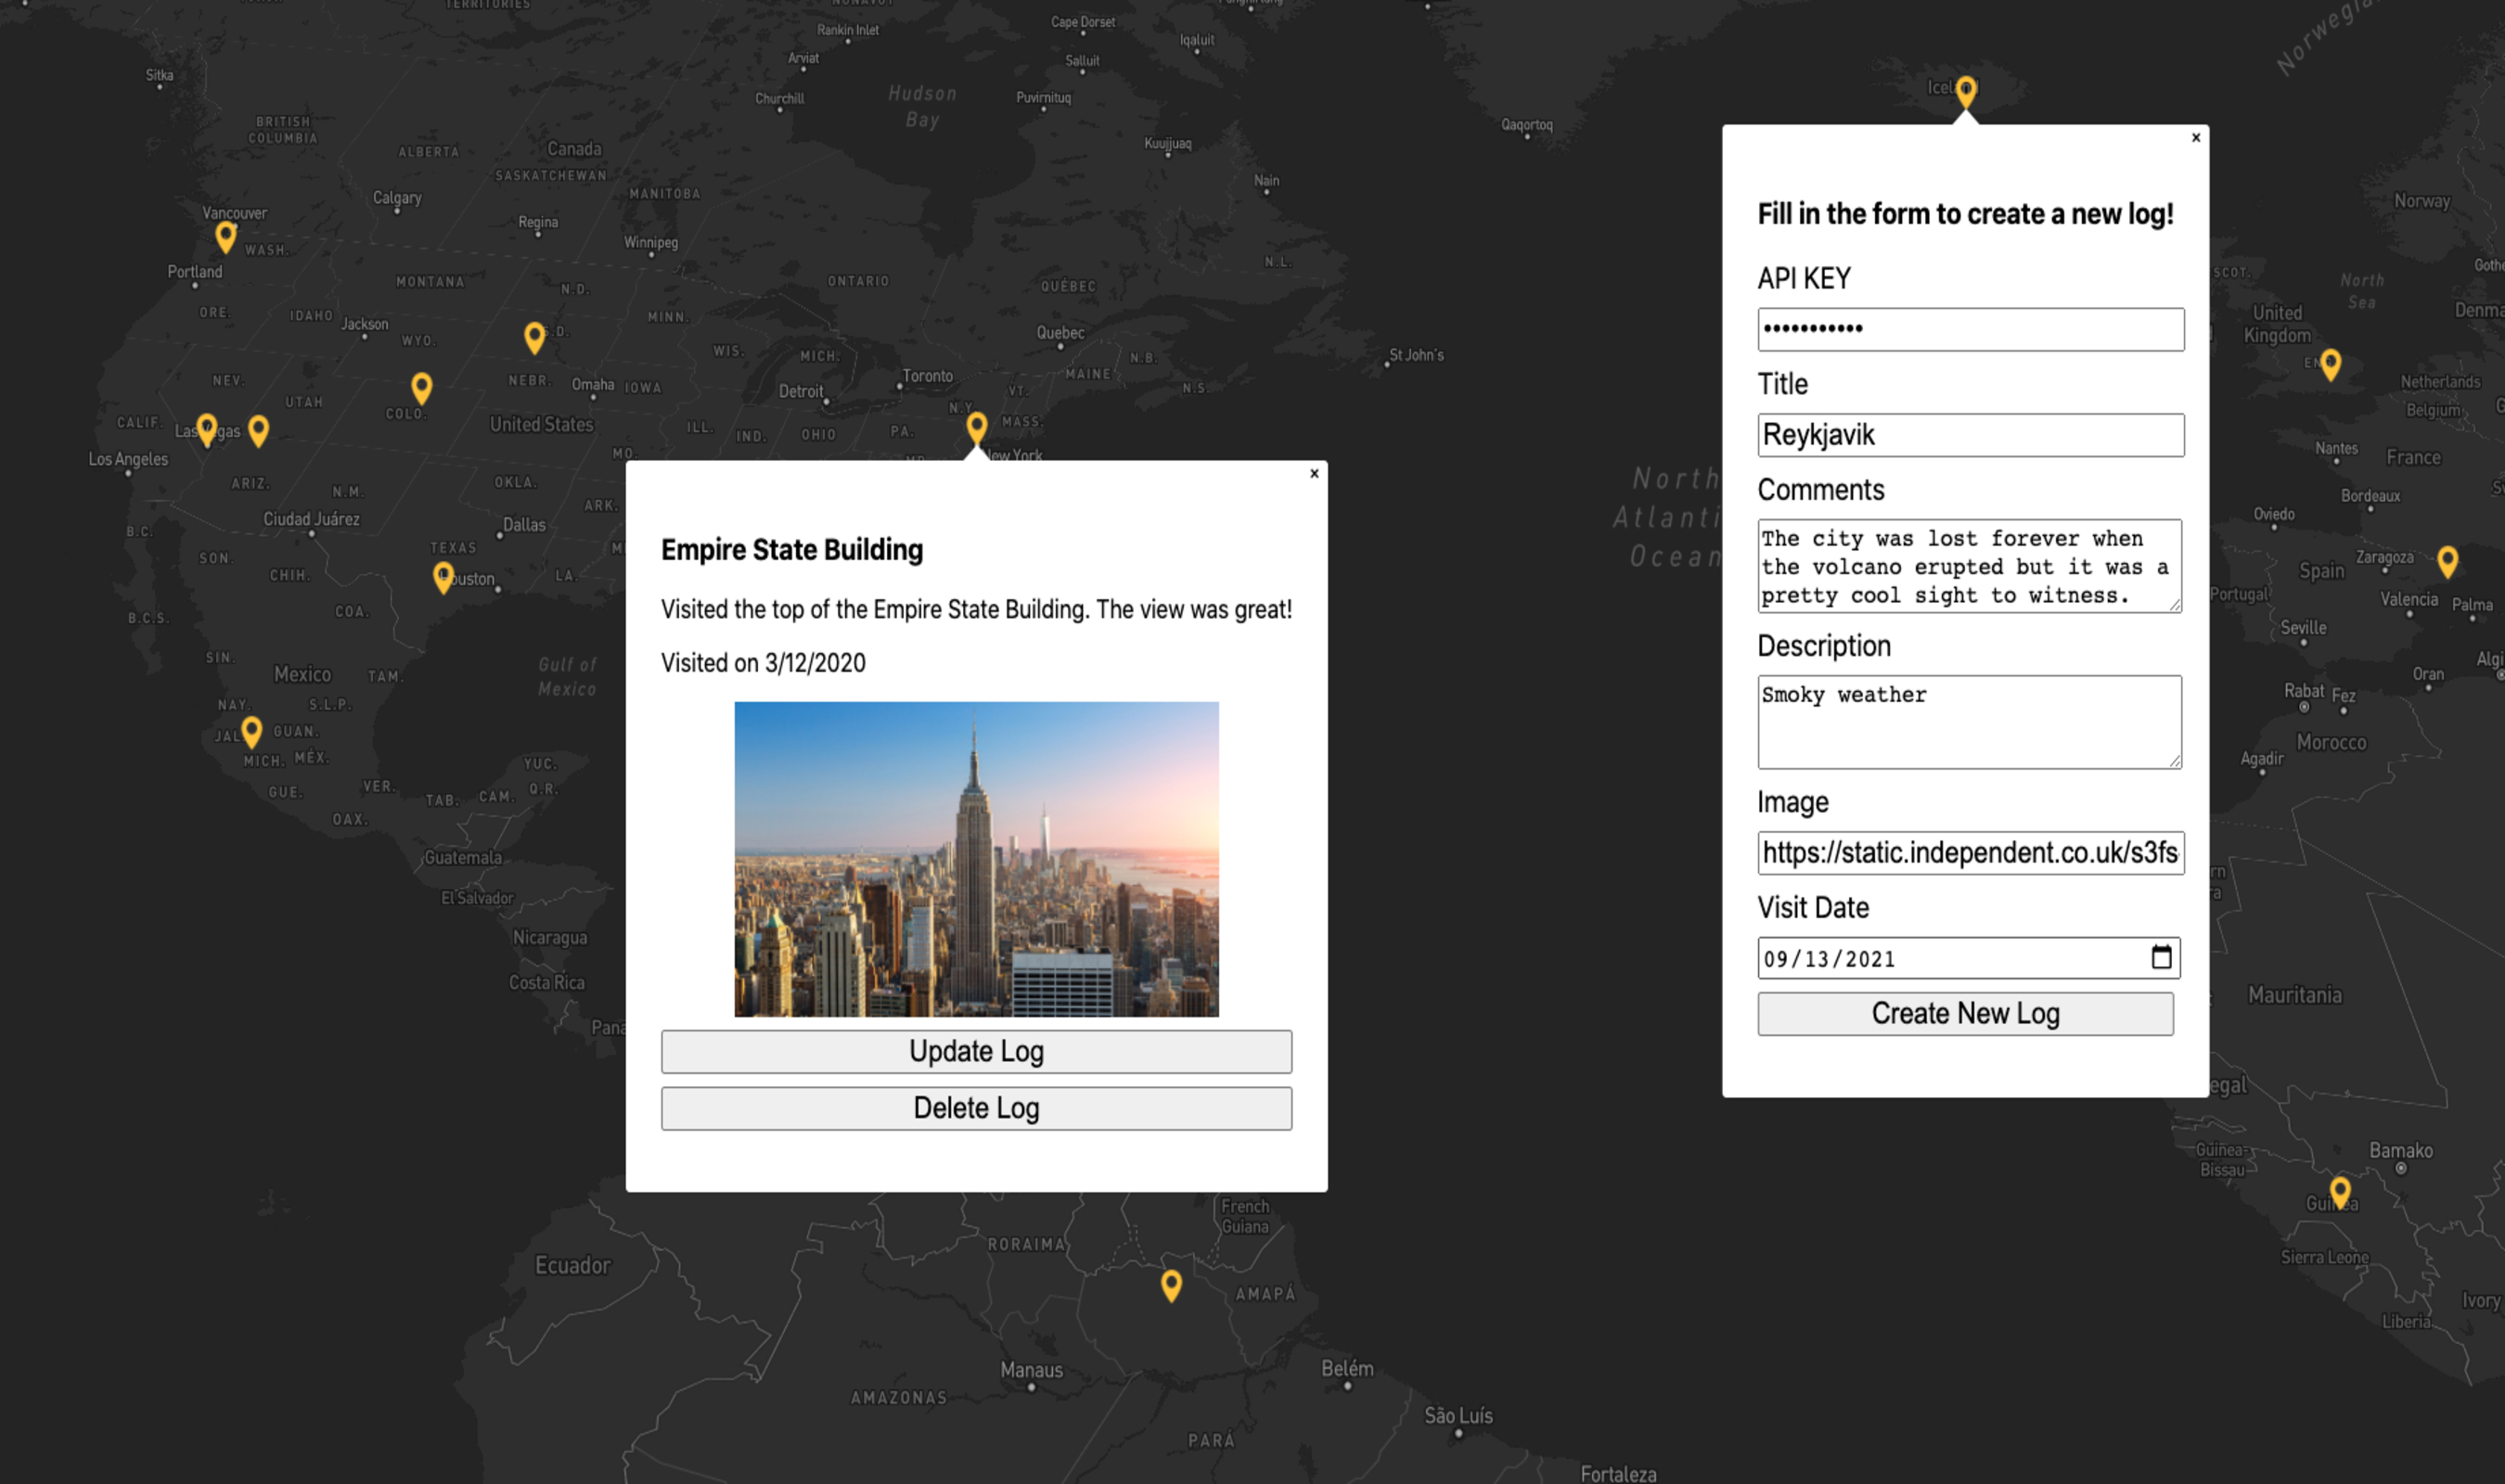 TERRITORIES
NUNAVUT
Cape Dorset
Rankin Inlet
Iqaluit
Arviat
Salluit
Sitka
Churchill
Hudson
Bay
Puvirnituq
Qaqortoq
Iceland
BRITISH
COLUMBIA
ALBERTA
Canada
SASKATCHEWAN
MANITOBA
Kuujjuaq
Nain
Calgary
Norway
Vancouver
Regina
Winnipeg
WASH.
Portland
MONTANA
N.D.
ONTARIO
QUÉBEC
N.L.
SCOT.
North
Sea
ORE.
IDAHO
Jackson
WYO.
S.D.
MINN.
WIS.
MICH.
Quebec
N.B.
St John's
United
Kingdom
NEV.
UTAH
COLO.
NEBR.
Omaha
IOWA
Detroit
Toronto
VT.
MAINE
N.S.
Netherlands
Belgium
CALIF.
Las Vegas
United States
ILL.
IND.
OHIO
PA.
N.Y.
MASS.
New York
Los Angeles
ARIZ.
N.M.
OKLA.
MO.
ARK.
Nantes
France
Bordeaux
B.C.
Ciudad Juárez
Dallas
TEXAS
SON.
CHIH.
Houston
LA.
Oviedo
Zaragoza
Spain
Portugal
Valencia
Palma
Seville
B.C.S.
COA.
SIN.
Mexico
TAM.
Gulf of
Mexico
Oran
NAY.
S.L.P.
JAL.
GUAN.
MICH.
MÉX.
GUE.
VER.
TAB.
CAM.
YUC.
Q.R.
OAX.
Rabat
Fez
Morocco
Agadir
Guatemala
El Salvador
Nicaragua
Costa Rica
North
Ocean
×
Empire State Building
Visited the top of the Empire State Building. The view was great!
Visited on 3/12/2020
Update Log
Delete Log
×
Fill in the form to create a new log!
API KEY
•••••••••••
Title
Reykjavik
Comments
The city was lost forever when
the volcano erupted but it was a
pretty cool sight to witness.
Description
Smoky weather
Image
https://static.independent.co.uk/s3fs
Visit Date
09/13/2021
Create New Log
Mauritania
Guinea-
Bissau
Bamako
Guinea
Sierra Leone
Ivory
Liberia
French
Guiana
RORAIMA
Ecuador
AMAPÁ
Manaus
Belém
AMAZONAS
São Luís
PARÁ
Fortaleza